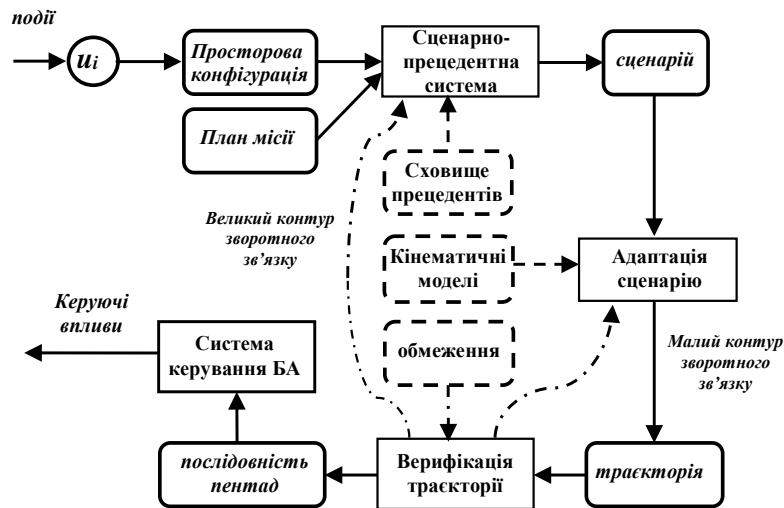 події
u i
Просторова
конфігурація
План місії
Сценарно-
прецедентна
система
сценарій
Сховище
прецедентів
Великий контур
зворотного
зв’язку
Кінематичні
моделі
Адаптація
сценарію
Керуючі
впливи
Система
керування БА
обмеження
Малий контур
зворотного
зв’язку
послідовність
пентад
Верифікація
траєкторії
траєкторія